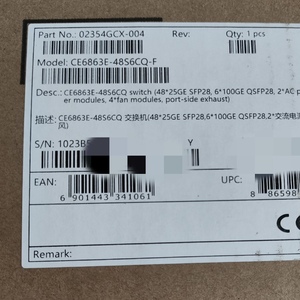 Part No.: 02354GCX-004 Rev: Qty: 1 pcs
Model: CE6863E-48S6CQ-F
Desc.: CE6863E-48S6CQ switch (48*25GE SFP28, 6*100GE QSFP28, 2*AC p
er modules, 4*fan modules, port-side exhaust)
描述: CE6863E-48S6CQ 交换机(48*25GE SFP28,6*100GE QSFP28,2*交流电
风)
S/N: 1023B Y
EAN: UPC:
6 901443 341061 8 86598
Remark: